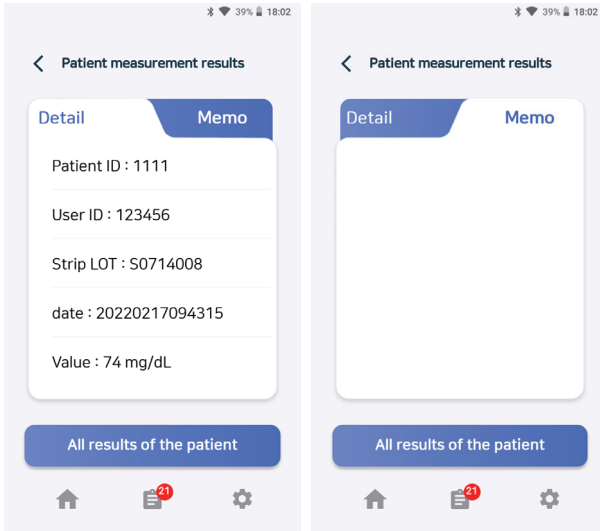 39% 18:02
Patient measurement results
Detail Memo
Patient ID : 1111
User ID : 123456
Strip LOT : S0714008
date : 20220217094315
Value : 74 mg/dL
All results of the patient
21
39% 18:02
Patient measurement results
Detail Memo
All results of the patient
21